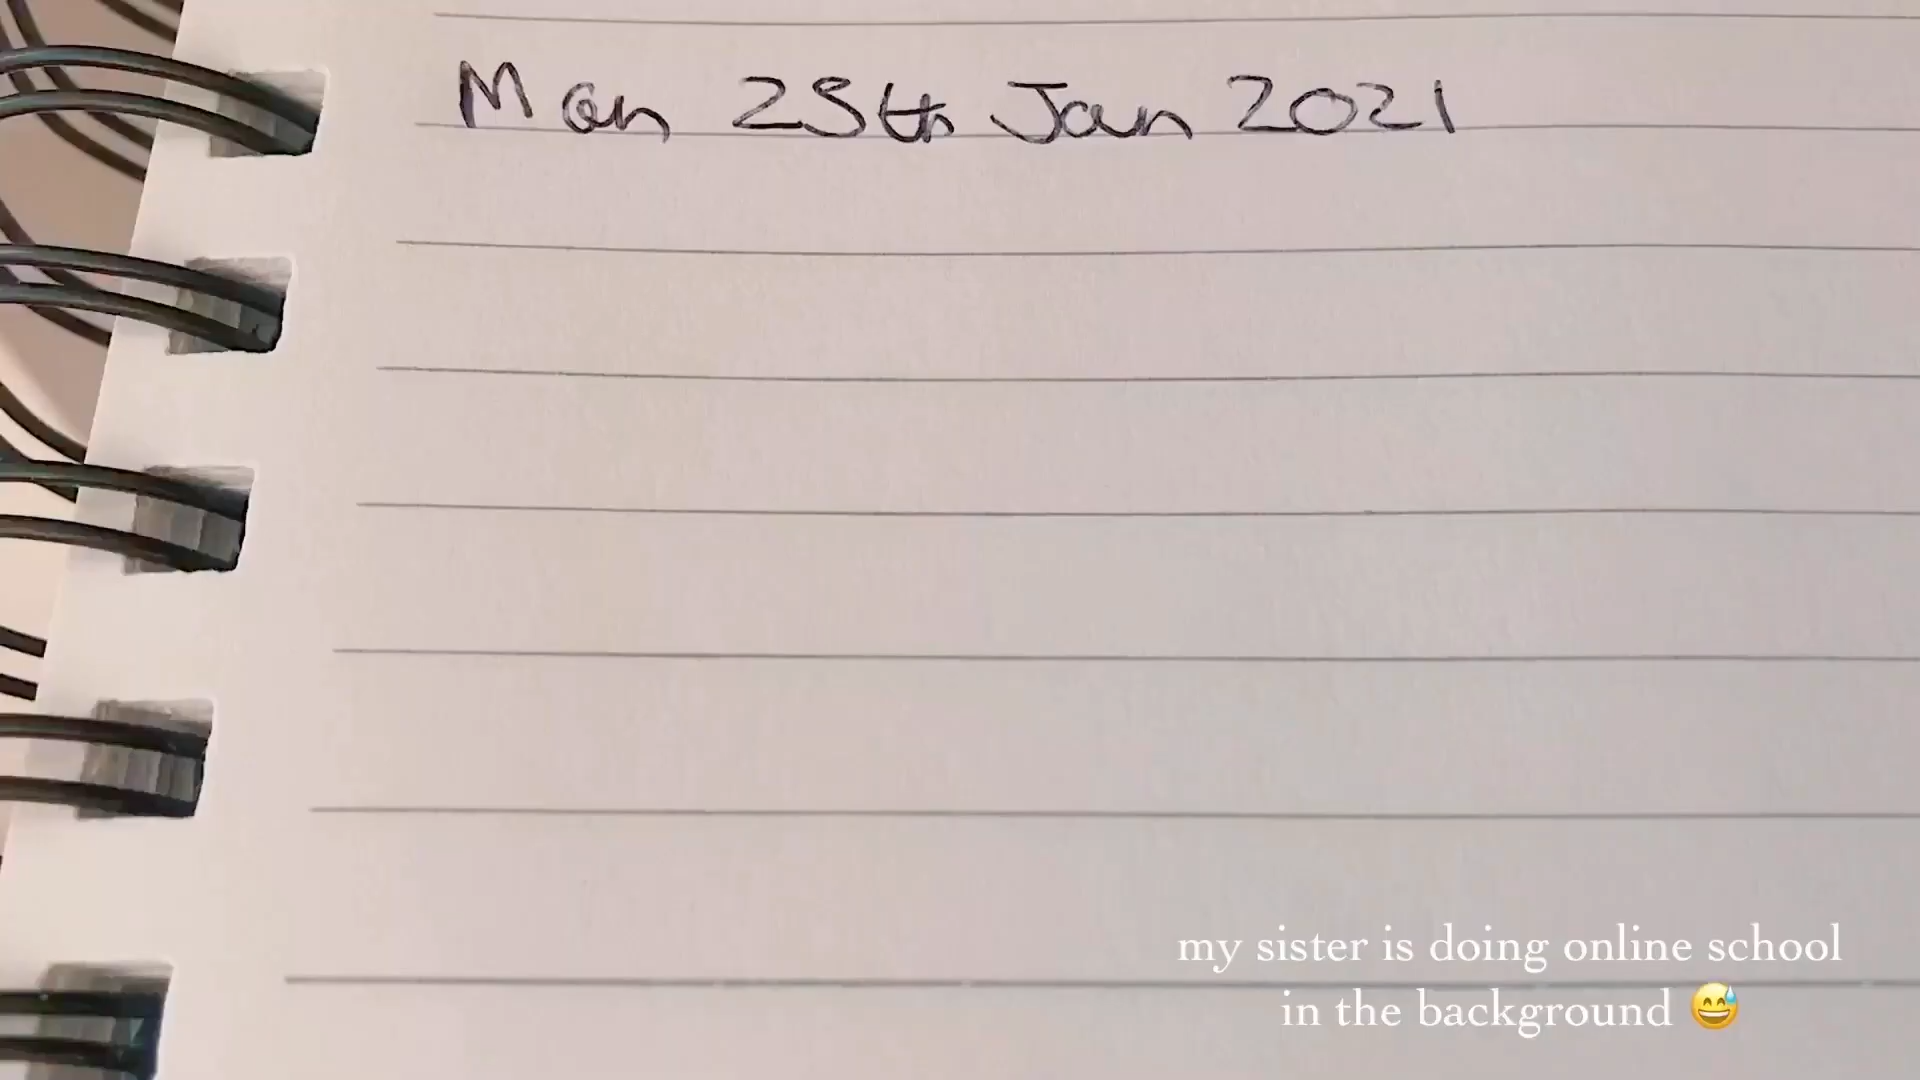 Mon 25th Jan 2021
my sister is doing online school
in the background 😅